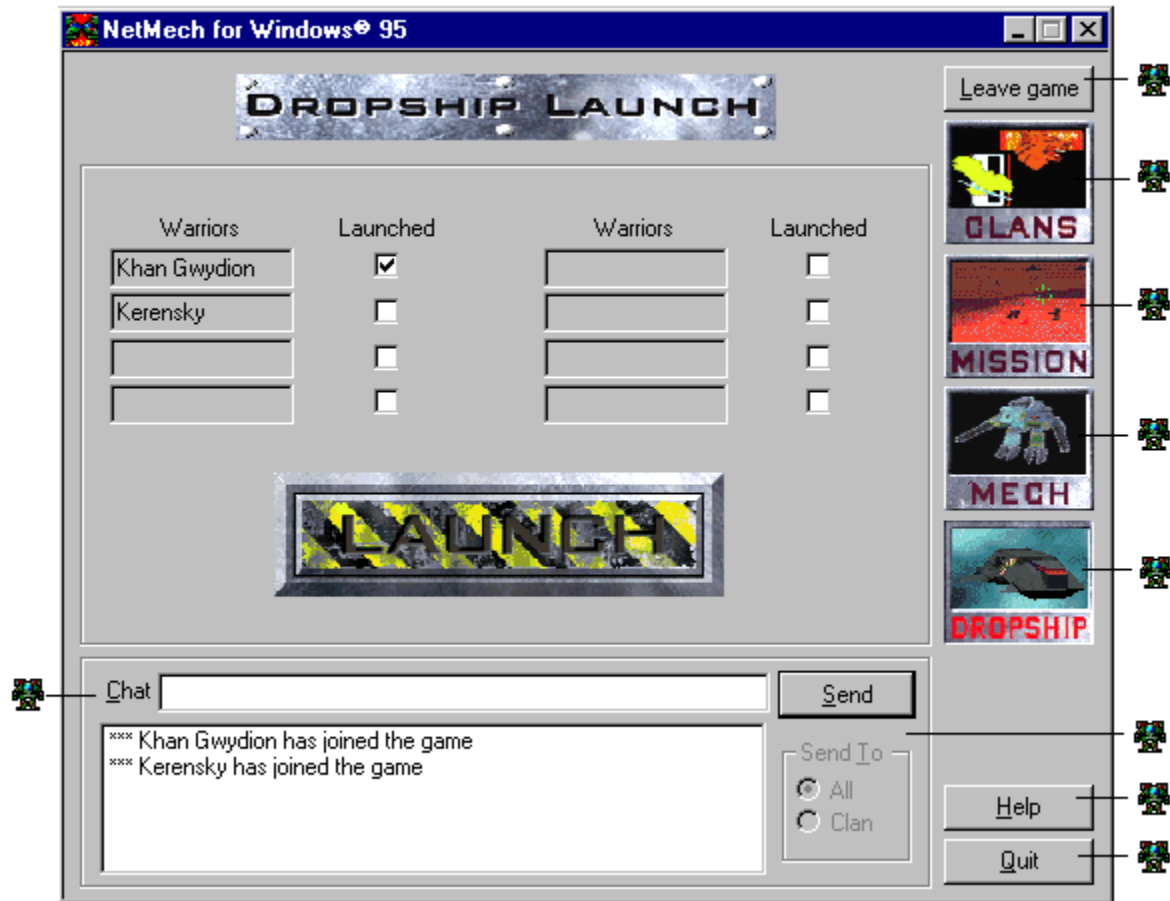 NetMech for Windows® 95
DROPSHIP LAUNCH
Leave game
CLANS
MISSION
MECH
DROPSHIP
Warriors Launched Warriors Launched
Khan Gwydion
Kerensky
LAUNCH
Chat
Send
*** Khan Gwydion has joined the game
*** Kerensky has joined the game
Send To
All
Clan
Help
Quit